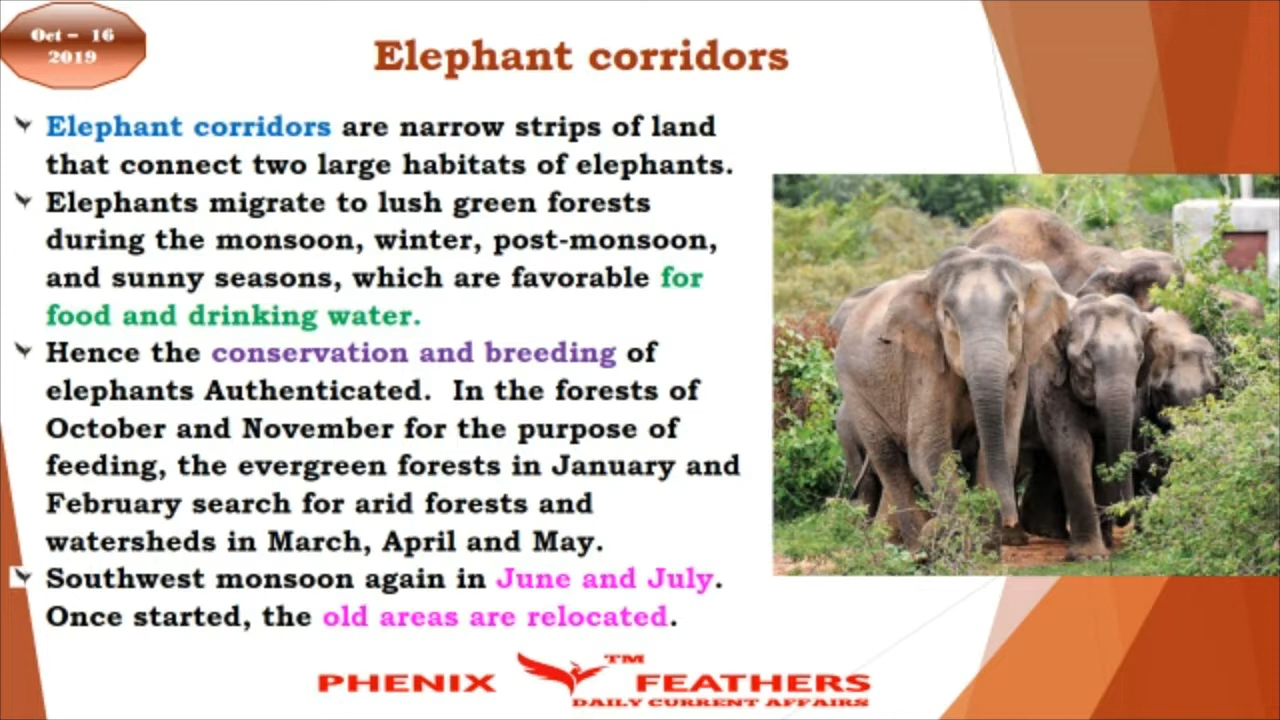 Oct – 16
2019
Elephant corridors
Elephant corridors are narrow strips of land
that connect two large habitats of elephants.
Elephants migrate to lush green forests
during the monsoon, winter, post-monsoon,
and sunny seasons, which are favorable for
food and drinking water.
Hence the conservation and breeding of
elephants Authenticated. In the forests of
October and November for the purpose of
feeding, the evergreen forests in January and
February search for arid forests and
watersheds in March, April and May.
Southwest monsoon again in June and July.
Once started, the old areas are relocated.
PHENIX FEATHERS TM
DAILY CURRENT AFFAIRS